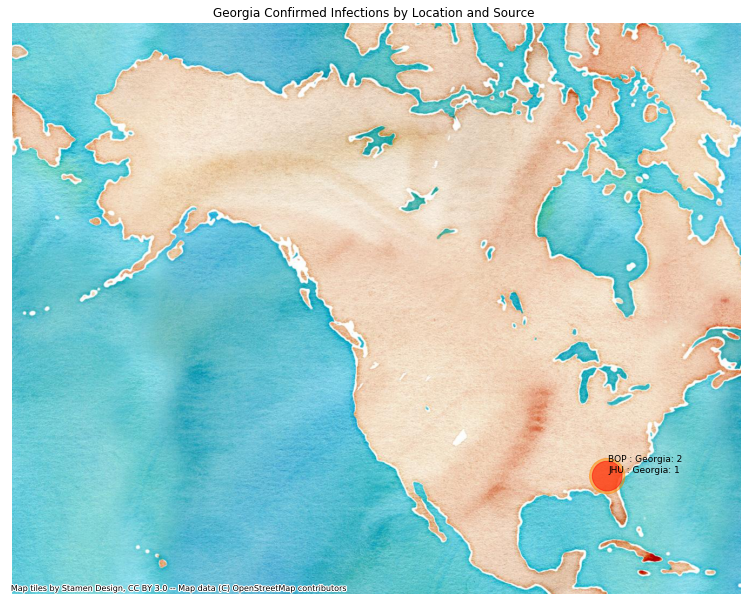 Georgia Confirmed Infections by Location and Source
BOP : Georgia: 2
JHU : Georgia: 1
Map tiles by Stamen Design, CC BY 3.0 -- Map data (C) OpenStreetMap contributors